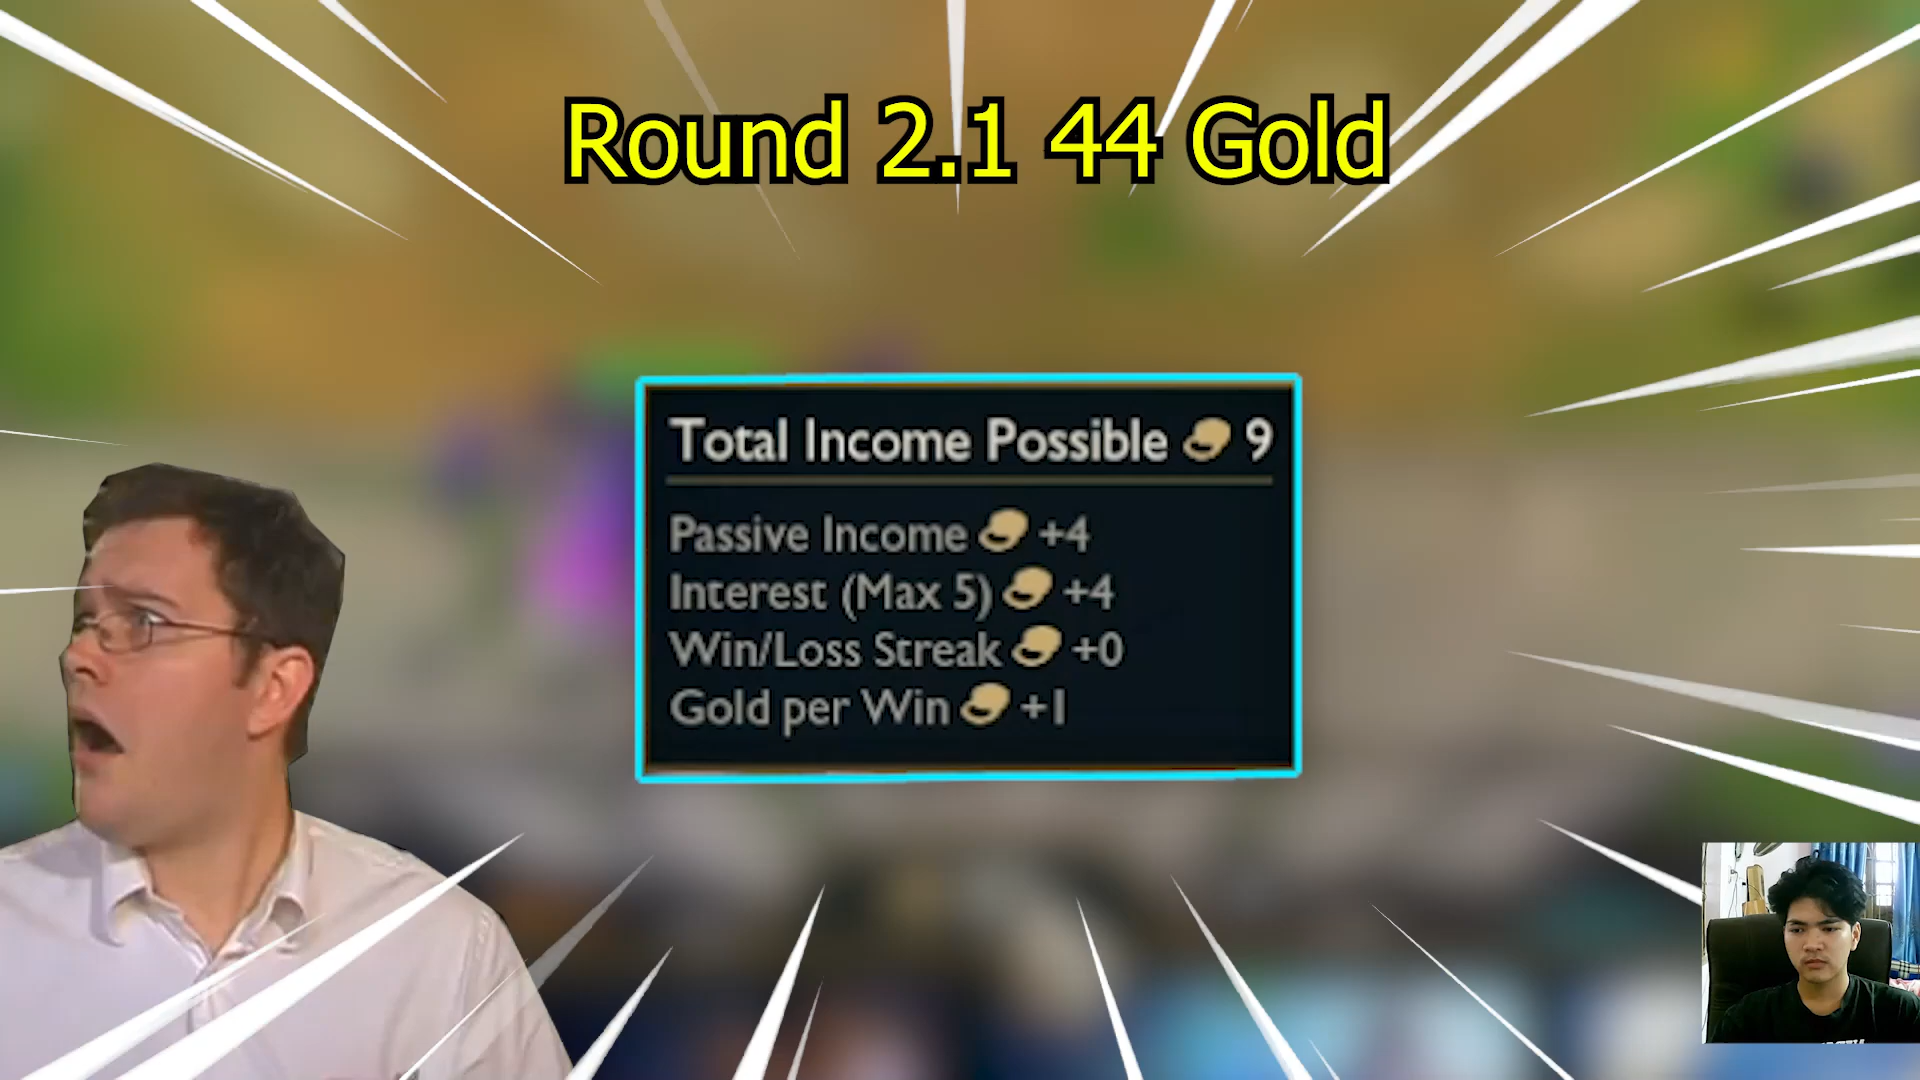 Round 2.1 44 Gold
Total Income Possible 9
Passive Income +4
Interest (Max 5) +4
Win/Loss Streak +0
Gold per Win +1